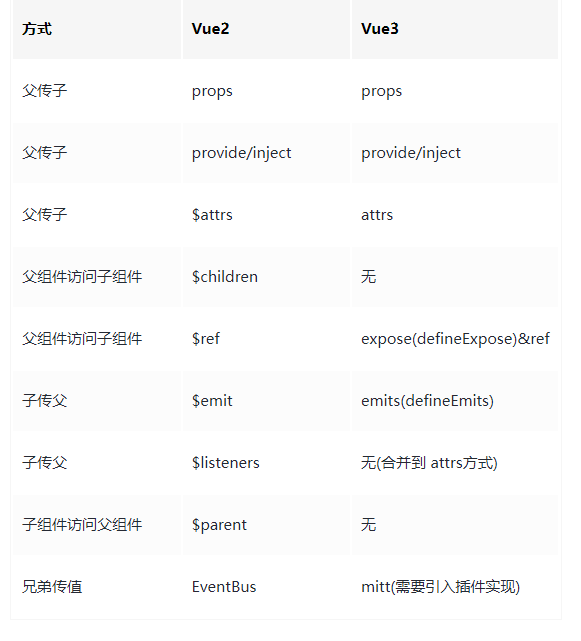 方式 Vue2 Vue3
父传子 props props
父传子 provide/inject provide/inject
父传子 $attrs attrs
父组件访问子组件 $children 无
父组件访问子组件 $ref expose(defineExpose)&ref
子传父 $emit emits(defineEmits)
子传父 $listeners 无(合并到 attrs方式)
子组件访问父组件 $parent 无
兄弟传值 EventBus mitt(需要引入插件实现)